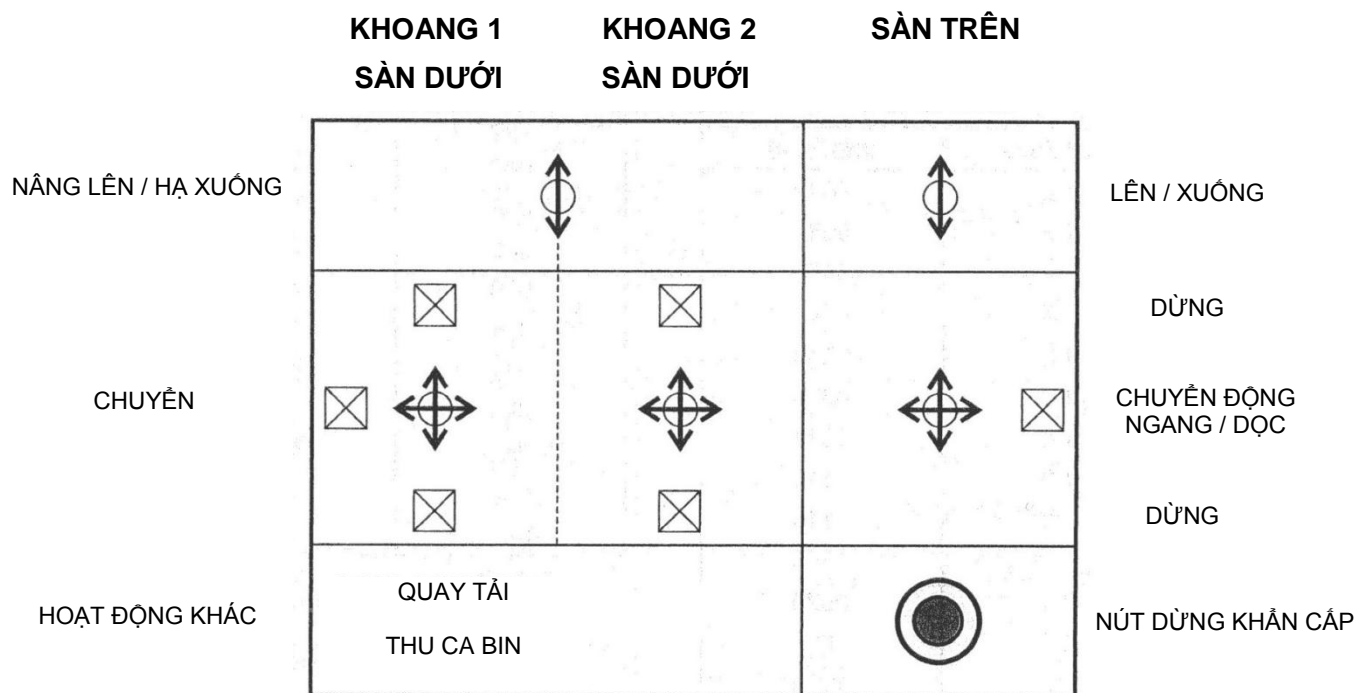 KHOANG 1 KHOANG 2 SÀN TRÊN
SÀN DƯỚI SÀN DƯỚI
NÂNG LÊN / HẠ XUỐNG
LÊN / XUỐNG
DỪNG
CHUYỂN
CHUYỂN ĐỘNG
NGANG / DỌC
DỪNG
QUAY TẢI
HOẠT ĐỘNG KHÁC
NÚT DỪNG KHẨN CẤP
THU CA BIN